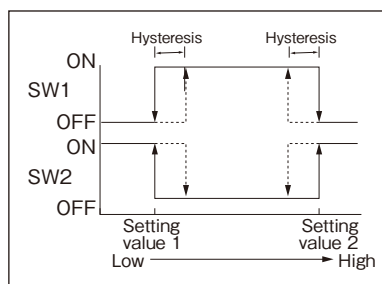 Hysteresis Hysteresis
ON
SW1
OFF
ON
SW2
OFF
Setting Setting
value 1 value 2
Low High